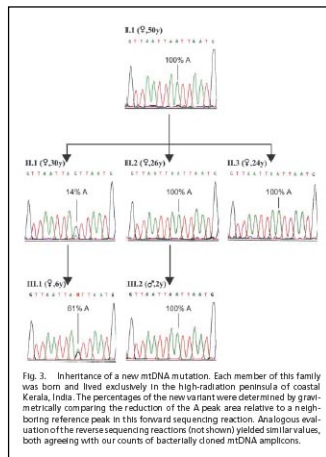 II.1 (♀,50y)
G T T A A T T A A T T A A T G
100% A
II.1 (♀,30y)
G T T A A T T A G T T A A T G
14% A
II.2 (♀,26y)
G T T A A T T A A T T A A T G
100% A
II.3 (♀,24y)
G T T A A T T A A T T A A T G
100% A
III.1 (♀,6y)
G T T A A T T A N T T A A T G
61% A
III.2 (♂,2y)
G T T A A T T A A T T A A T G
100% A
Fig. 3. Inheritance of a new mtDNA mutation. Each member of this family
was born and lived exclusively in the high-radiation peninsula of coastal
Kerala, India. The percentages of the new variant were determined by gravi-
metrically comparing the reduction of the A peak area relative to a neigh-
boring reference peak in this forward sequencing reaction. Analogous eval-
uation of the reverse sequencing reactions (not shown) yielded similar values,
both agreeing with our counts of bacterially cloned mtDNA amplicons.